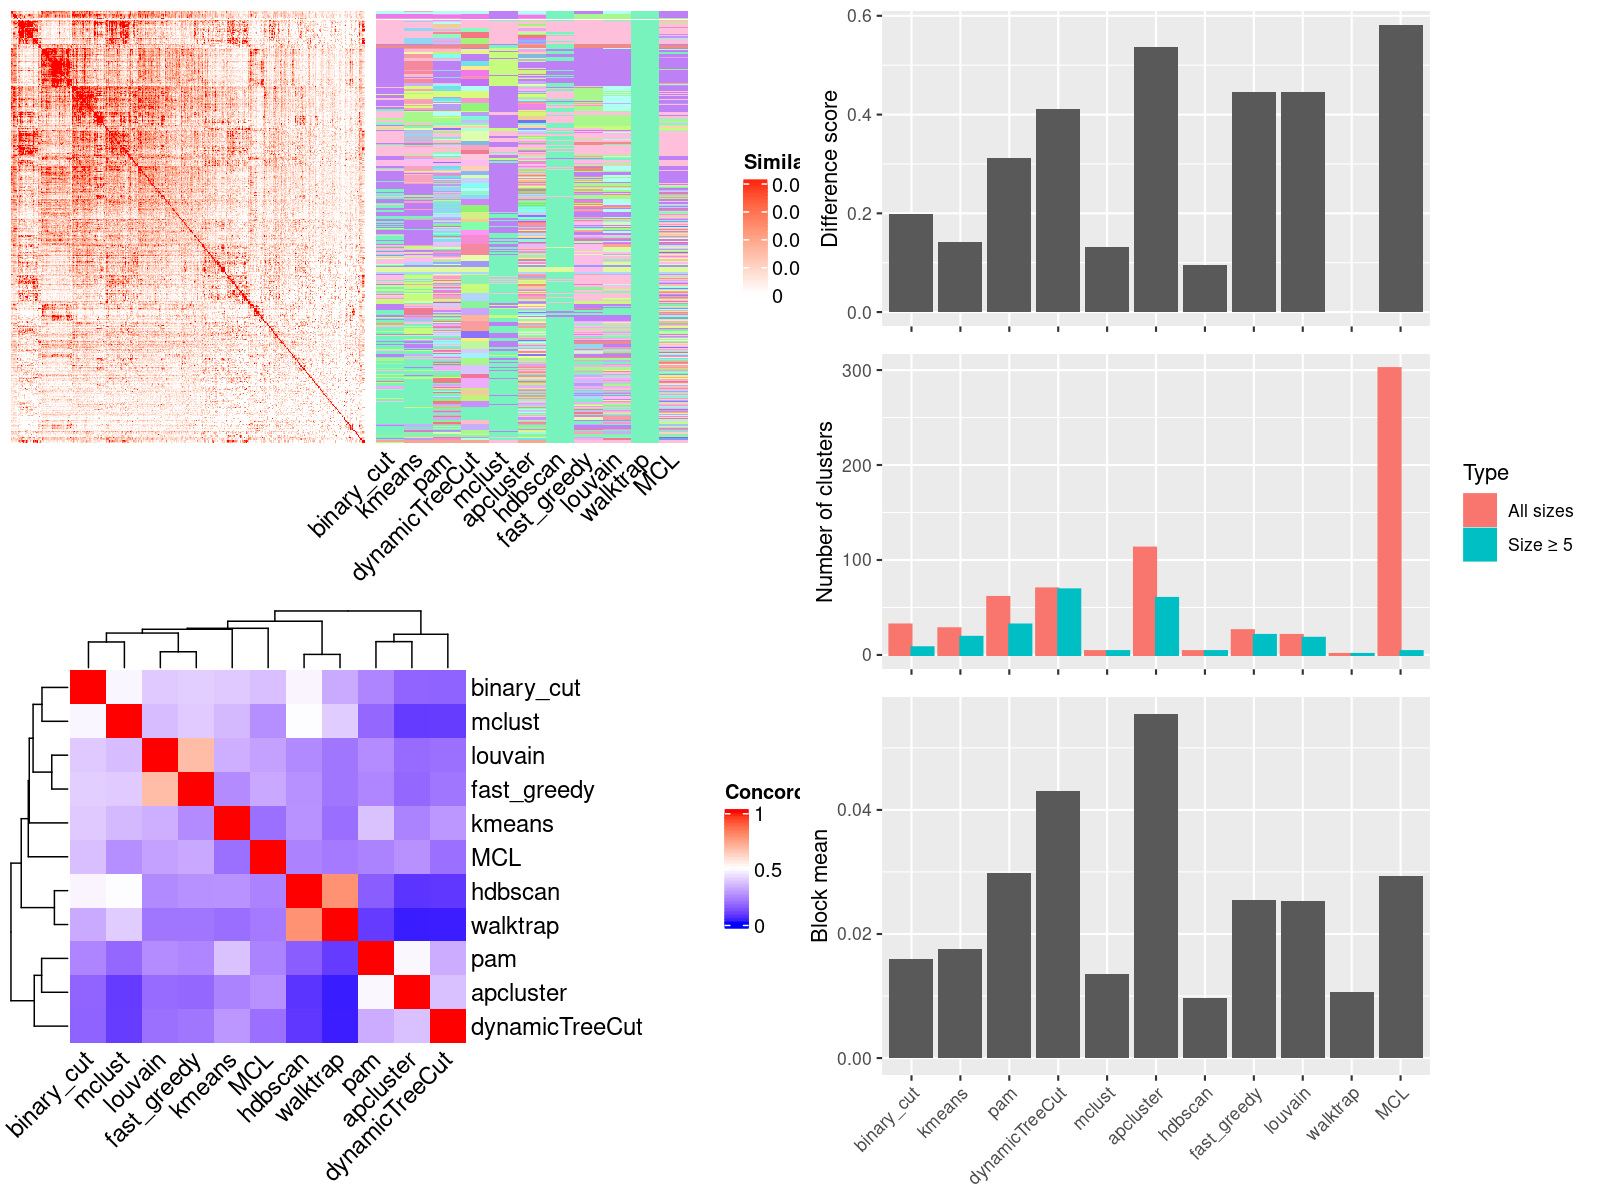 Simila
0.0
0.0
0.0
0.0
0
binary_cut
kmeans
pam
dynamicTreeCut
mclust
apcluster
hdbscan
fast_greedy
louvain
walktrap
MCL
binary_cut
mclust
louvain
fast_greedy
kmeans
MCL
hdbscan
walktrap
pam
apcluster
dynamicTreeCut
binary_cut
mclust
louvain
fast_greedy
kmeans
MCL
hdbscan
walktrap
pam
apcluster
dynamicTreeCut
Concord
1
0.5
0
Difference score
0.6
0.4
0.2
0.0
Number of clusters
300
200
100
0
Type
All sizes
Size ≥ 5
Block mean
0.04
0.02
0.00
binary_cut
kmeans
pam
dynamicTreeCut
mclust
apcluster
hdbscan
fast_greedy
louvain
walktrap
MCL